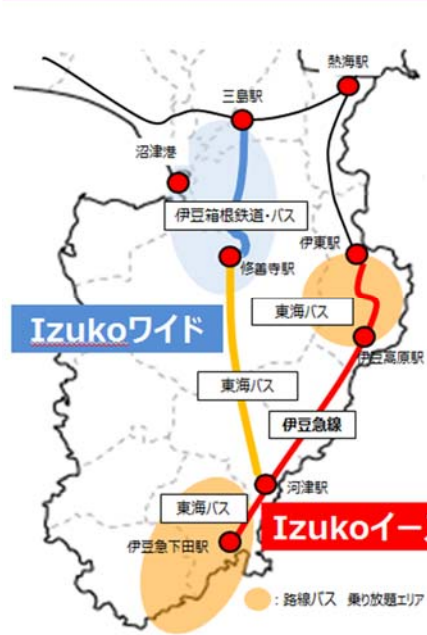 熱海駅
三島駅
沼津港
伊豆箱根鉄道・バス
伊東駅
修善寺駅
東海バス
Izukoワイド
伊豆高原駅
東海バス
伊豆急線
河津駅
東海バス
Izukoイー
伊豆急下田駅
：路線バス 乗り放題エリア